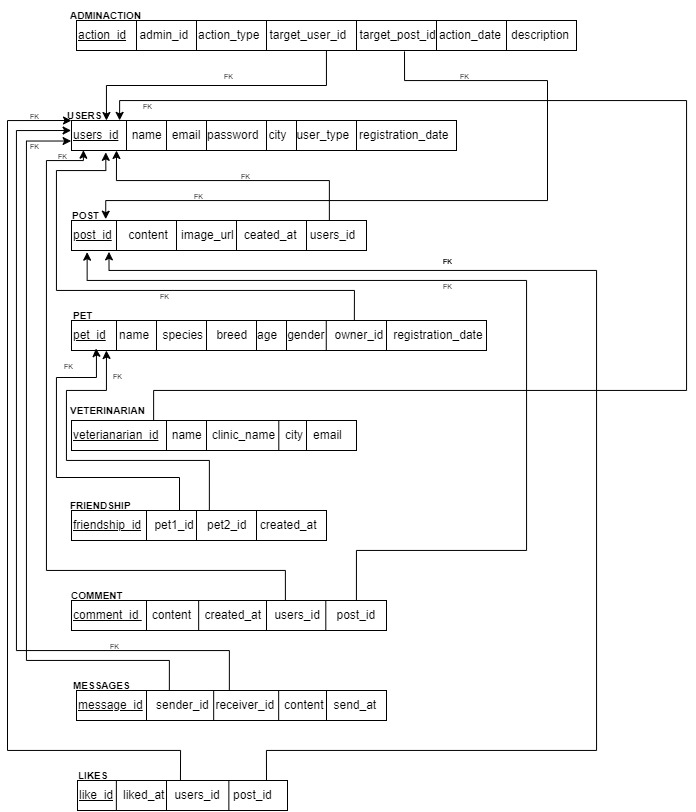 ADMINACTION
action_id admin_id action_type target_user_id target_post_id action_date description
FK FK
FK FK
USERS
users_id name email password city user_type registration_date
FK
FK
FK
FK
POST
post_id content image_url ceated_at users_id
FK
FK
FK
PET
pet_id name species breed age gender owner_id registration_date
FK
FK
VETERINARIAN
veterianarian_id name clinic_name city email
FRIENDSHIP
friendship_id pet1_id pet2_id created_at
COMMENT
comment_id content created_at users_id post_id
FK
MESSAGES
message_id sender_id receiver_id content send_at
LIKES
like_id liked_at users_id post_id